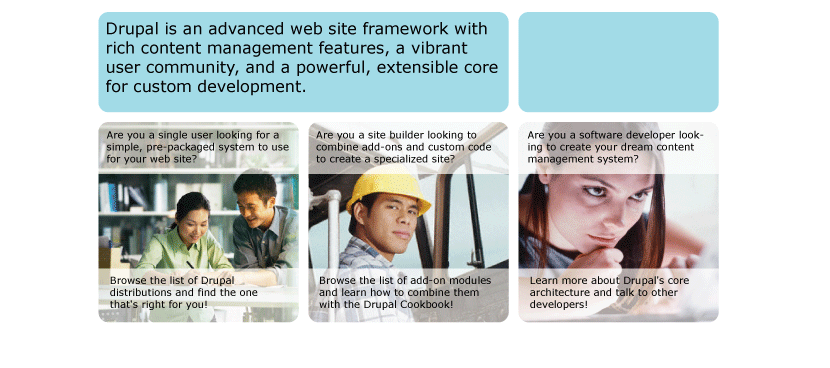 Drupal is an advanced web site framework with
rich content management features, a vibrant
user community, and a powerful, extensible core
for custom development.
Are you a single user looking for a
simple, pre-packaged system to use
for your web site?
Browse the list of Drupal
distributions and find the one
that's right for you!
Are you a site builder looking to
combine add-ons and custom code
to create a specialized site?
Browse the list of add-on modules
and learn how to combine them
with the Drupal Cookbook!
Are you a software developer look-
ing to create your dream content
management system?
Learn more about Drupal's core
architecture and talk to other
developers!